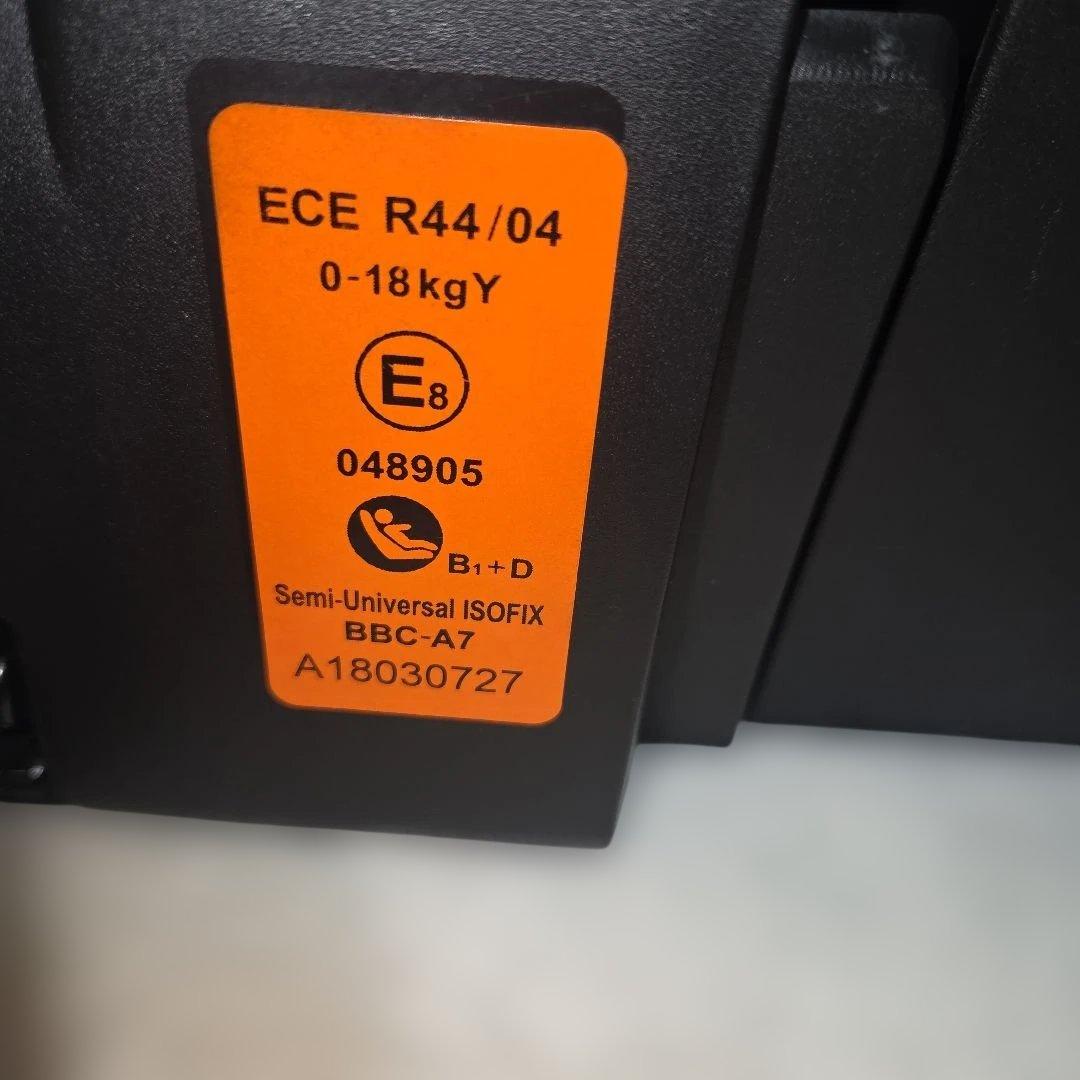 ECE R44/04
0-18kgY
E8
048905
B1+D
Semi-Universal ISOFIX
BBC-A7
A18030727